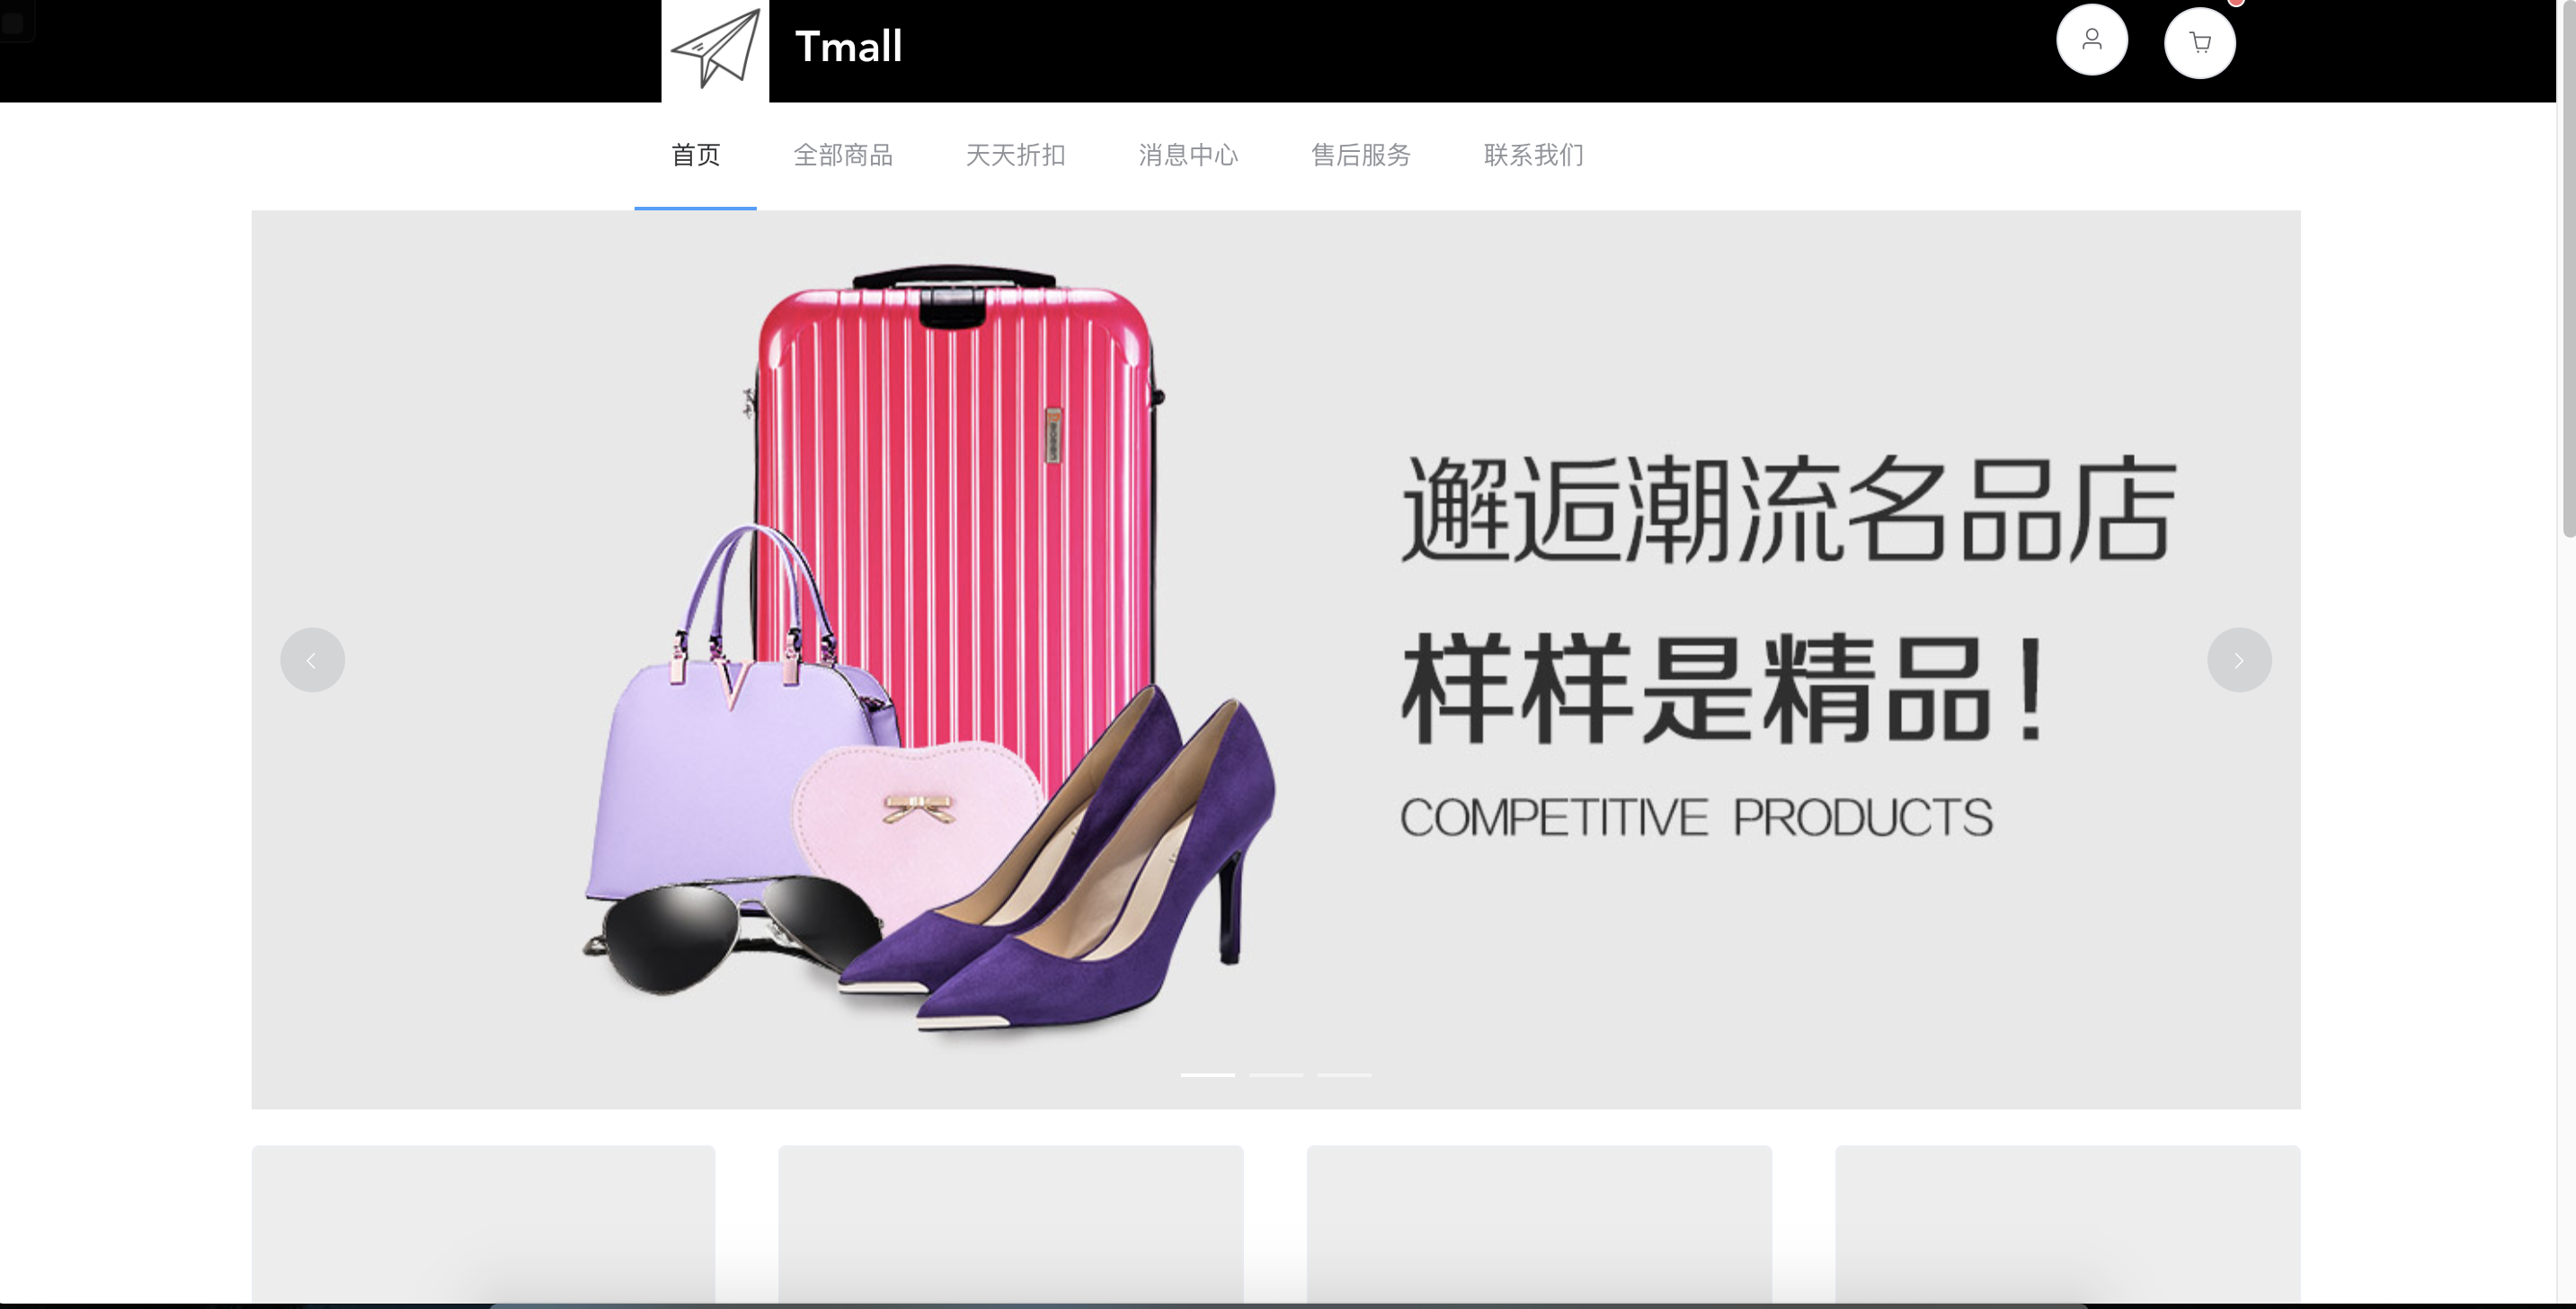 Tmall
首页 全部商品 天天折扣 消息中心 售后服务 联系我们
邂逅潮流名品店
样样是精品!
COMPETITIVE PRODUCTS